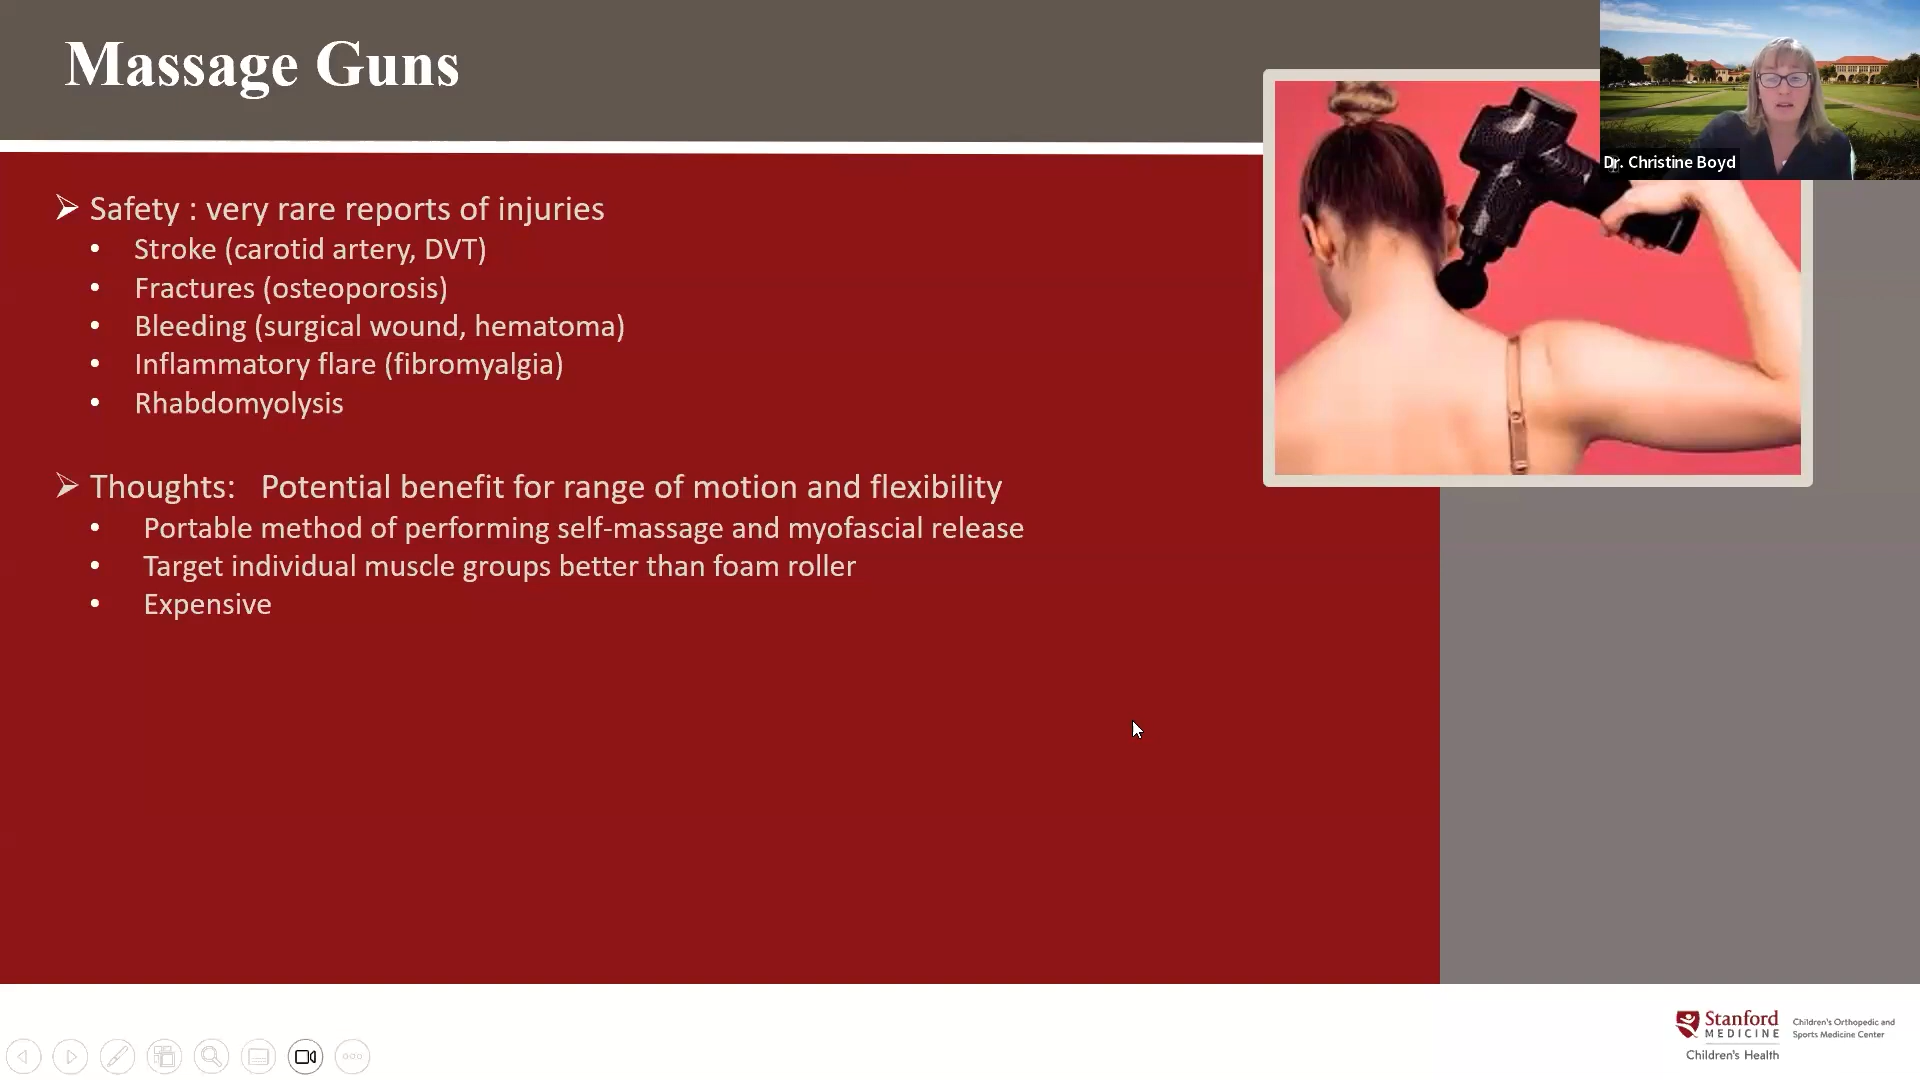 Massage Guns
Dr. Christine Boyd
➢ Safety : very rare reports of injuries
• Stroke (carotid artery, DVT)
• Fractures (osteoporosis)
• Bleeding (surgical wound, hematoma)
• Inflammatory flare (fibromyalgia)
• Rhabdomyolysis
➢ Thoughts: Potential benefit for range of motion and flexibility
• Portable method of performing self-massage and myofascial release
• Target individual muscle groups better than foam roller
• Expensive
Stanford
MEDICINE
Children's Health
Children's Orthopedic and
Sports Medicine Center